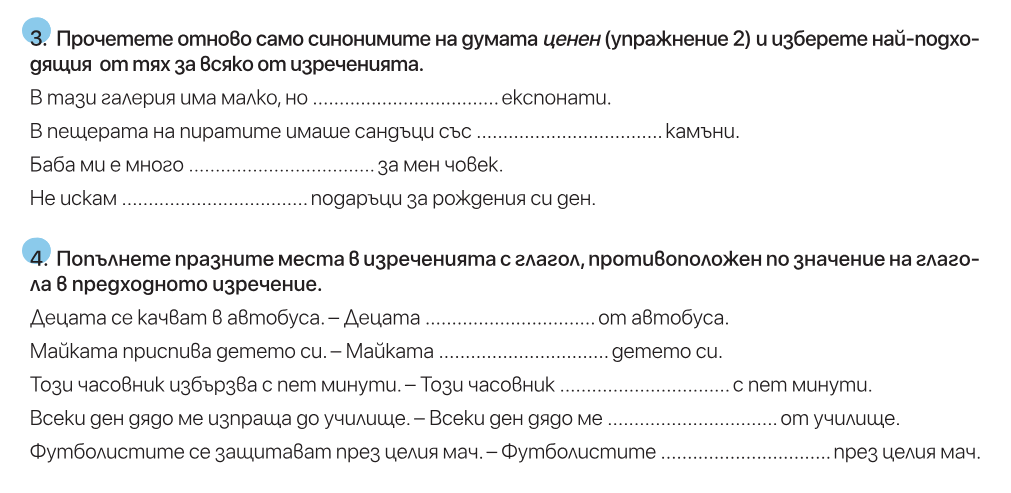 3. Прочетете отново само синонимите на думата ценен (упражнение 2) и изберете най-подхо-
дящия от тях за всяко от изреченията.
В тази галерия има малко, но ................................... експонати.
В пещерата на пиратите имаше сандъци със ................................... камъни.
Баба ми е много ................................... за мен човек.
Не искам ................................... подаръци за рождения си ден.
4. Попълнете празните места в изреченията с глагол, противоположен по значение на глаго-
ла в предходното изречение.
Децата се качват в автобуса. – Децата ................................ от автобуса.
Майката приспива детето си. – Майката ................................ детето си.
Този часовник избързва с пет минути. – Този часовник ................................ с пет минути.
Всеки ден дядо ме изпраща до училище. – Всеки ден дядо ме ................................ от училище.
Футболистите се защитават през целия мач. – Футболистите ................................ през целия мач.